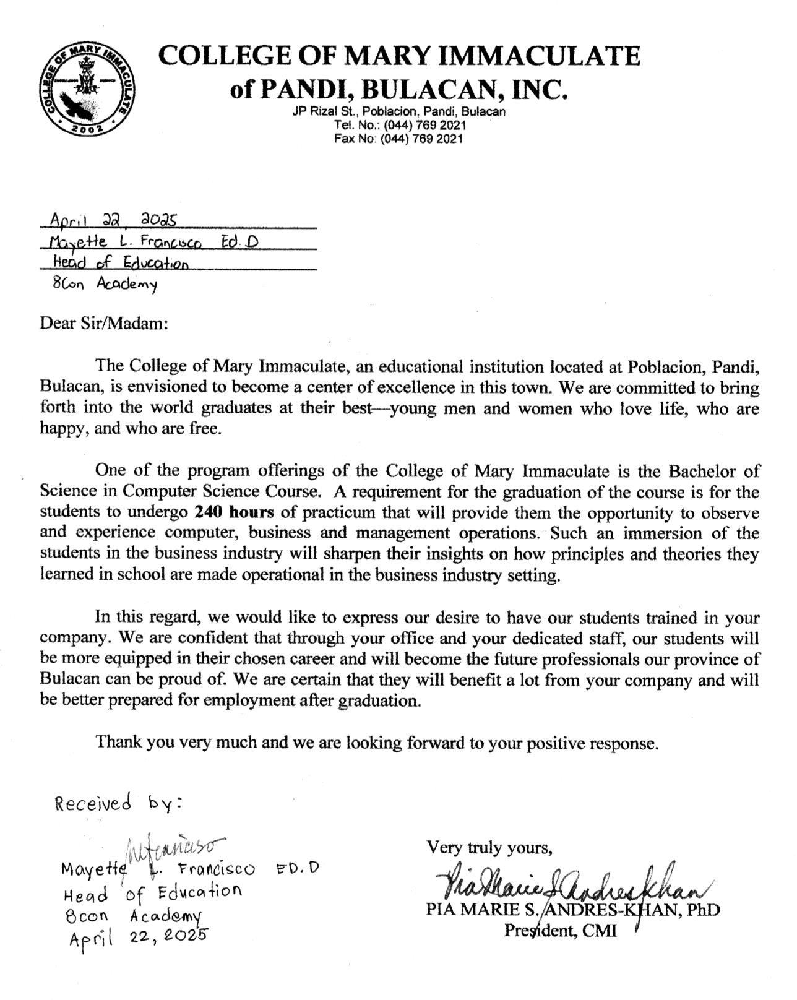 COLLEGE OF MARY IMMACULATE
2002
COLLEGE OF MARY IMMACULATE
of PANDI, BULACAN, INC.
JP Rizal St., Poblacion, Pandi, Bulacan
Tel. No.: (044) 769 2021
Fax No: (044) 769 2021
April 22, 2025
Mayette L. Francisco Ed.D
Head of Education
8Con Academy
Dear Sir/Madam:
The College of Mary Immaculate, an educational institution located at Poblacion, Pandi,
Bulacan, is envisioned to become a center of excellence in this town. We are committed to bring
forth into the world graduates at their best—young men and women who love life, who are
happy, and who are free.
One of the program offerings of the College of Mary Immaculate is the Bachelor of
Science in Computer Science Course. A requirement for the graduation of the course is for the
students to undergo 240 hours of practicum that will provide them the opportunity to observe
and experience computer, business and management operations. Such an immersion of the
students in the business industry will sharpen their insights on how principles and theories they
learned in school are made operational in the business industry setting.
In this regard, we would like to express our desire to have our students trained in your
company. We are confident that through your office and your dedicated staff, our students will
be more equipped in their chosen career and will become the future professionals our province of
Bulacan can be proud of. We are certain that they will benefit a lot from your company and will
be better prepared for employment after graduation.
Thank you very much and we are looking forward to your positive response.
Received by:
Mayette L. Francisco ED.D
Head of Education
8con Academy
April 22, 2025
Very truly yours,
Pia Marie S Andres-Khan
PIA MARIE S. ANDRES-KHAN, PhD
President, CMI